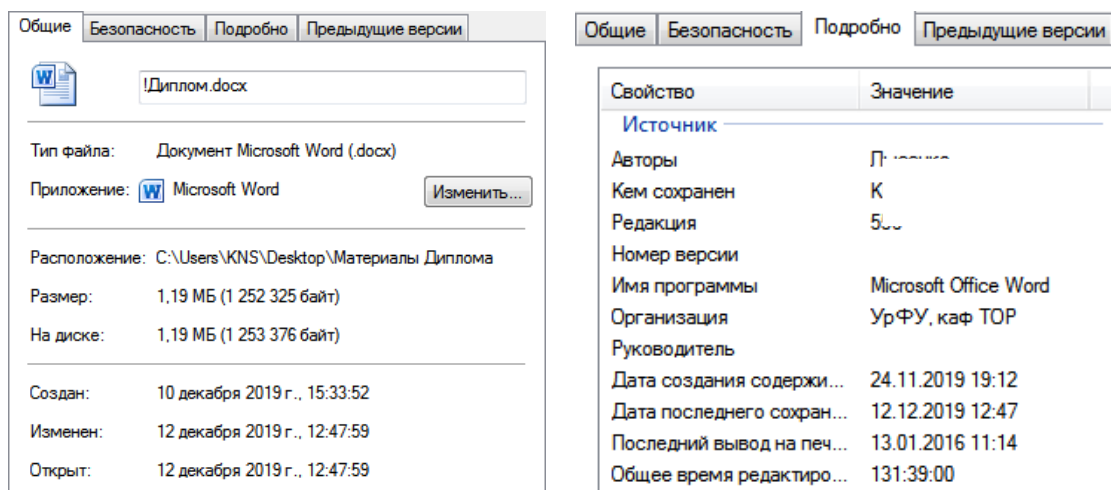 Общие Безопасность Подробно Предыдущие версии
!Диплом.docx
Тип файла: Документ Microsoft Word (.docx)
Приложение: Microsoft Word Изменить...
Расположение: C:\Users\KNS\Desktop\Материалы Диплома
Размер: 1,19 МБ (1 252 325 байт)
На диске: 1,19 МБ (1 253 376 байт)
Создан: 10 декабря 2019 г., 15:33:52
Изменен: 12 декабря 2019 г., 12:47:59
Открыт: 12 декабря 2019 г., 12:47:59
Общие Безопасность Подробно Предыдущие версии
Свойство Значение
Источник
Авторы
Кем сохранен К
Редакция
Номер версии
Имя программы Microsoft Office Word
Организация УрФУ, каф ТОР
Руководитель
Дата создания содержи... 24.11.2019 19:12
Дата последнего сохран... 12.12.2019 12:47
Последний вывод на печ... 13.01.2016 11:14
Общее время редактиро... 131:39:00